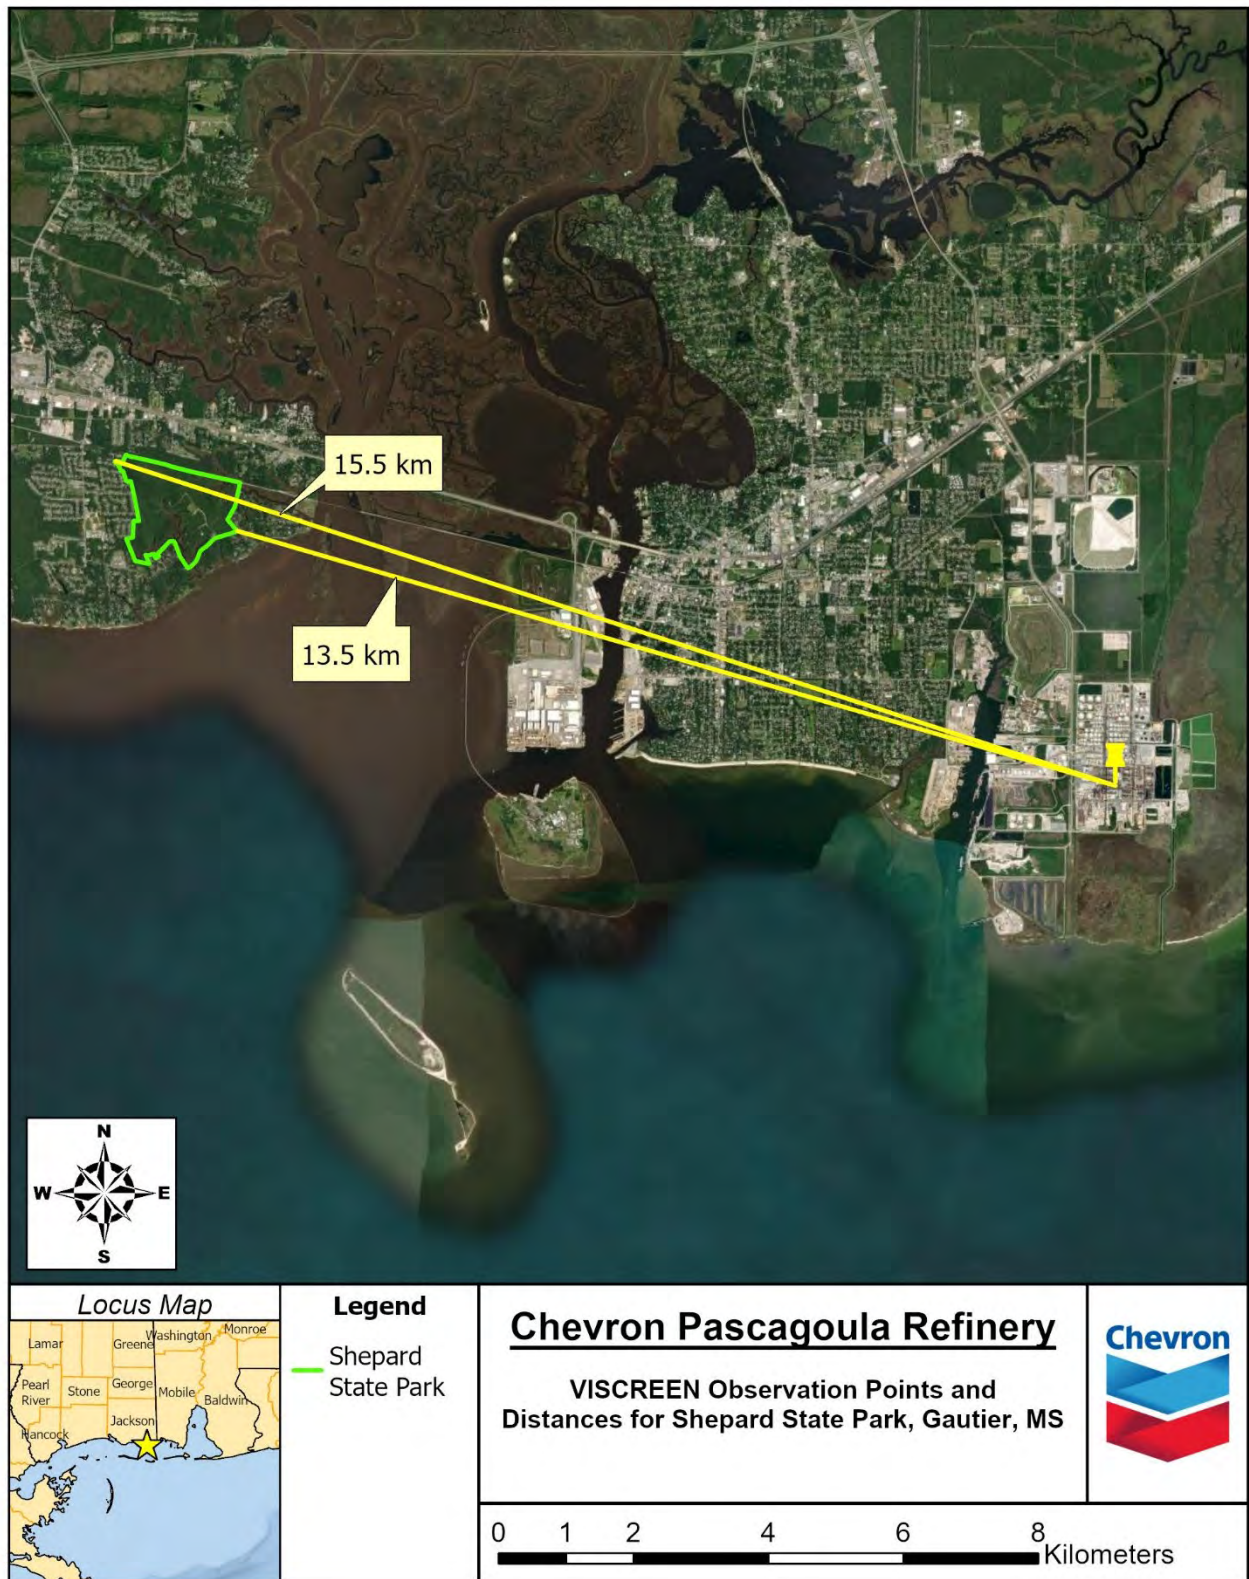 15.5 km
13.5 km
N
W
E
S
Locus Map
Lamar
Greene
Washington
Monroe
Pearl
River
Stone
George
Mobile
Baldwin
Jackson
Hancock
Legend
Shepard
State Park
Chevron Pascagoula Refinery
VISCREEN Observation Points and
Distances for Shepard State Park, Gautier, MS
Chevron
0 1 2 4 6 8
Kilometers